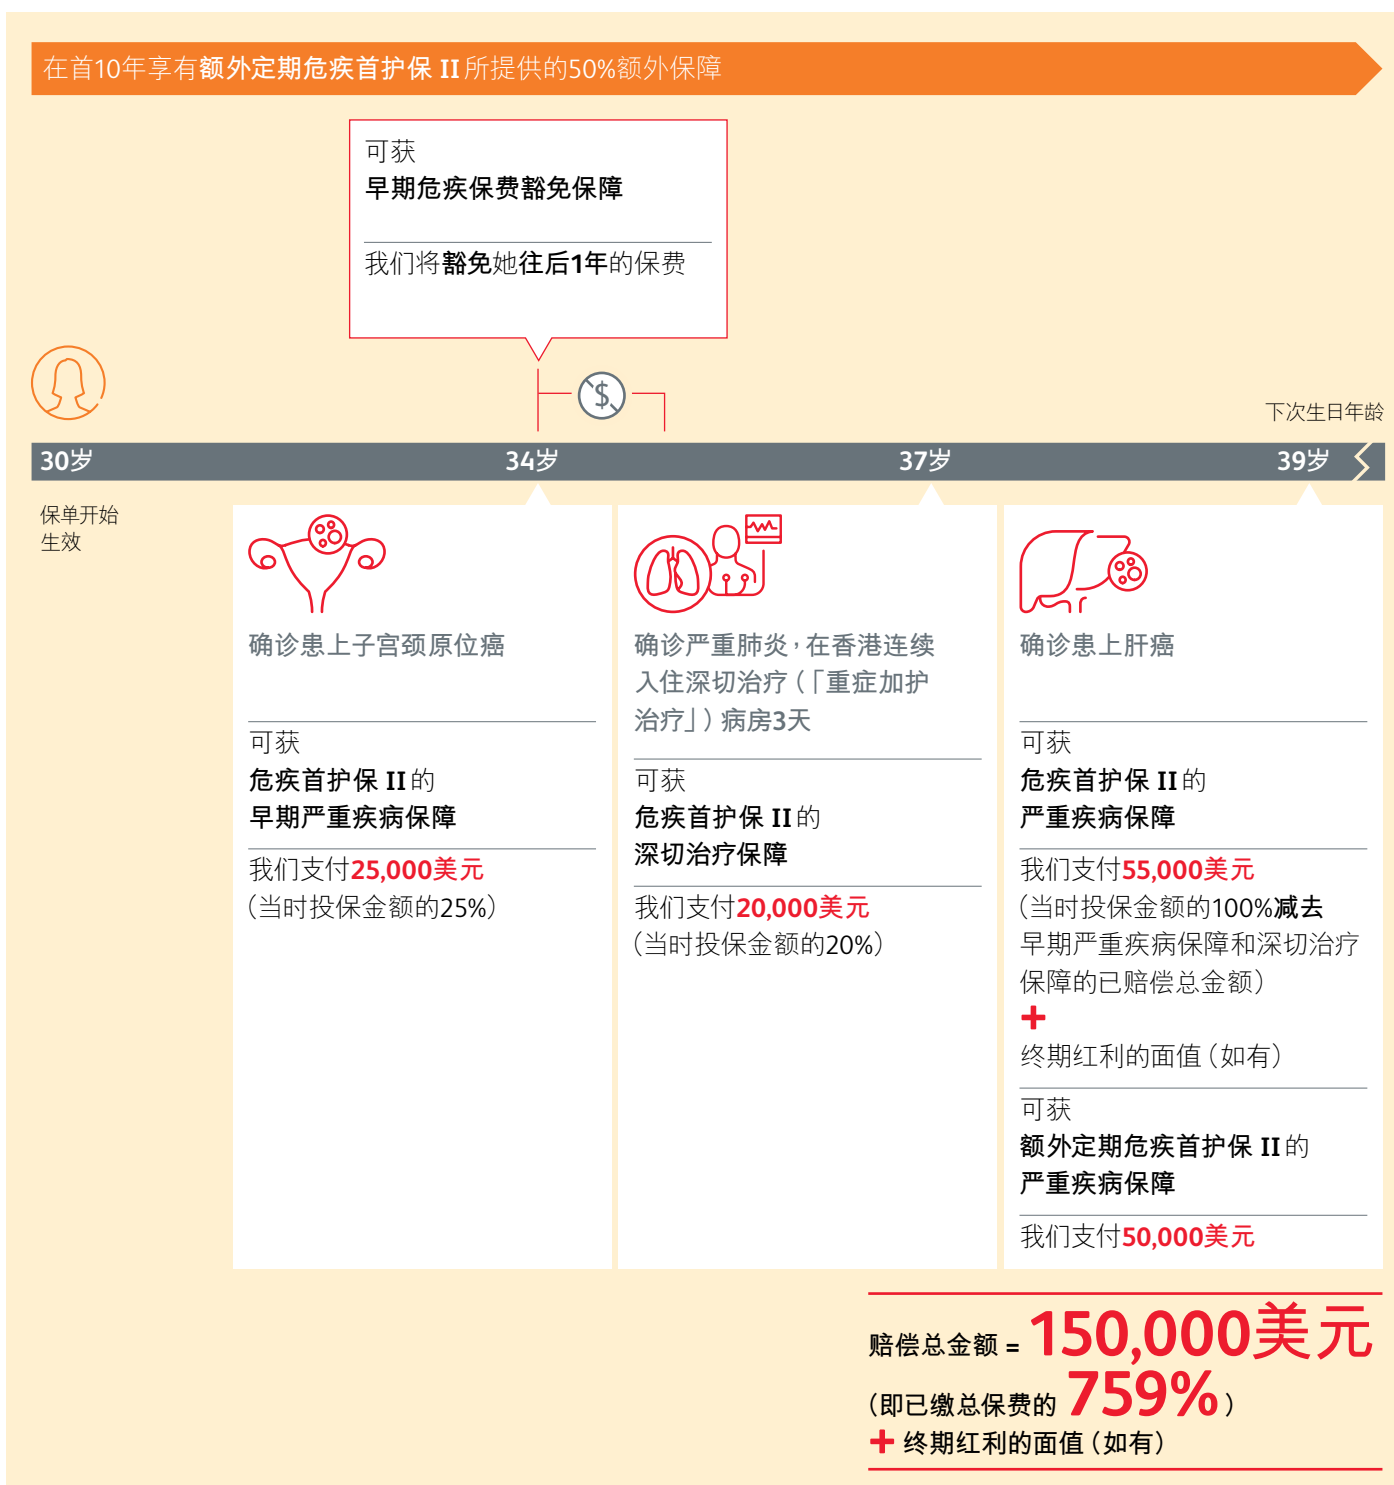 在首10年享有额外定期危疾首护保 II 所提供的50%额外保障
可获
早期危疾保费豁免保障
我们将豁免她往后1年的保费
$
下次生日年龄
30岁
34岁
37岁
39岁
保单开始
生效
确诊患上子宫颈原位癌
可获
危疾首护保 II 的
早期严重疾病保障
我们支付25,000美元
（当时投保金额的25%）
确诊严重肺炎，在香港连续
入住深切治疗（「重症加护
治疗」）病房3天
可获
危疾首护保 II 的
深切治疗保障
我们支付20,000美元
（当时投保金额的20%）
确诊患上肝癌
可获
危疾首护保 II 的
严重疾病保障
我们支付55,000美元
（当时投保金额的100%减去
早期严重疾病保障和深切治疗
保障的已赔偿总金额）
+
终期红利的面值（如有）
可获
额外定期危疾首护保 II 的
严重疾病保障
我们支付50,000美元
赔偿总金额 = 150,000美元
（即已缴总保费的 759%）
+ 终期红利的面值（如有）